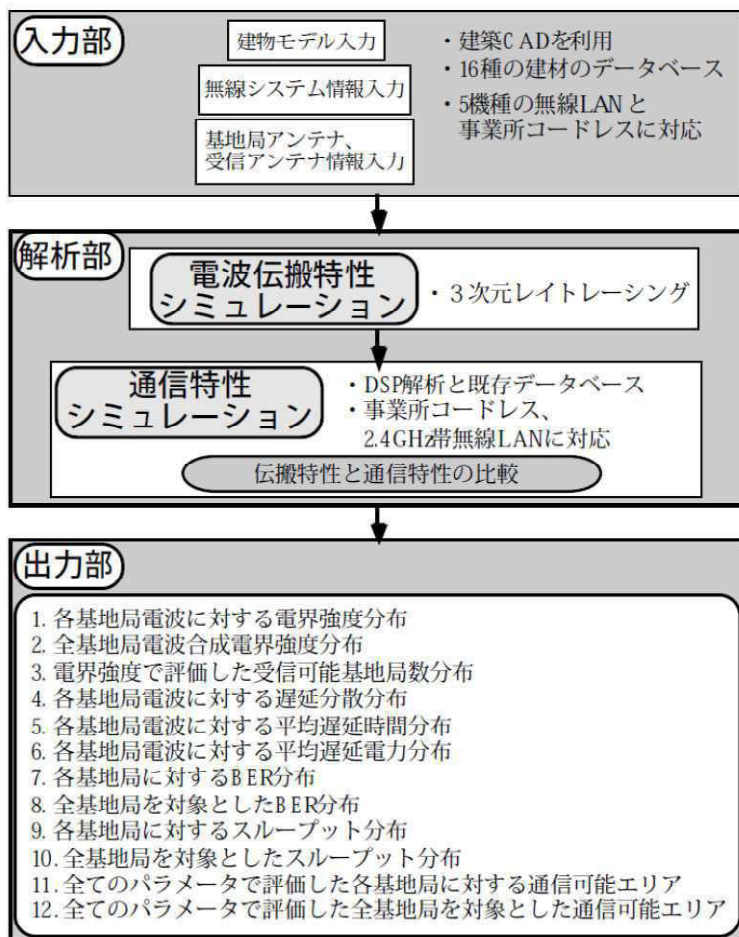 入力部
建物モデル入力
無線システム情報入力
基地局アンテナ、
受信アンテナ情報入力
・建築CADを利用
・16種の建材のデータベース
・5機種の無線LANと
事業所コードレスに対応
解析部
電波伝搬特性
シミュレーション
・３次元レイトレーシング
通信特性
シミュレーション
・DSP解析と既存データベース
・事業所コードレス、
2.4GHz帯無線LANに対応
伝搬特性と通信特性の比較
出力部
1. 各基地局電波に対する電界強度分布
2. 全基地局電波合成電界強度分布
3. 電界強度で評価した受信可能基地局数分布
4. 各基地局電波に対する遅延分散分布
5. 各基地局電波に対する平均遅延時間分布
6. 各基地局電波に対する平均遅延電力分布
7. 各基地局に対するBER分布
8. 全基地局を対象としたBER分布
9. 各基地局に対するスループット分布
10. 全基地局を対象としたスループット分布
11. 全てのパラメータで評価した各基地局に対する通信可能エリア
12. 全てのパラメータで評価した全基地局を対象とした通信可能エリア